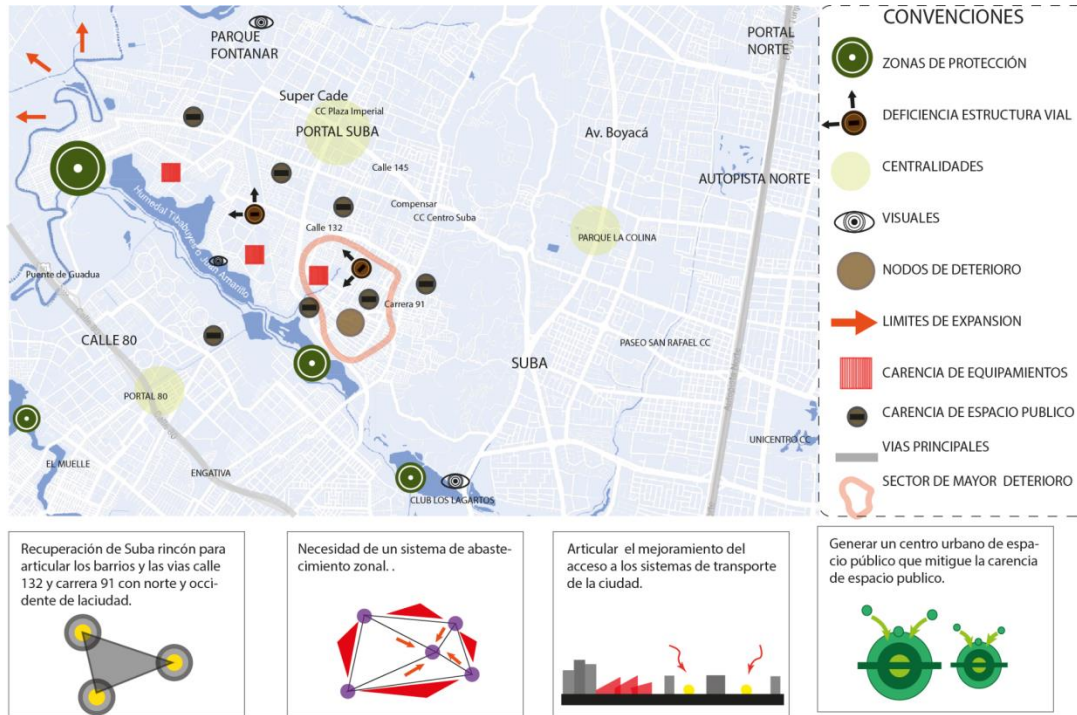 PARQUE
FONTANAR
PORTAL
NORTE
Super Cade
CC Plaza Imperial
PORTAL SUBA
Av. Boyacá
Calle 145
AUTOPISTA NORTE
Compensar
CC Centro Suba
Calle 132
PARQUE LA COLINA
Humedal Tibabuyes o Juan Amarillo
Puente de Guadua
Carrera 91
CALLE 80
SUBA
PASEO SAN RAFAEL CC
PORTAL 80
UNICENTRO CC
EL MUELLE
ENGATIVA
CLUB LOS LAGARTOS
CONVENCIONES
ZONAS DE PROTECCIÓN
DEFICIENCIA ESTRUCTURA VIAL
CENTRALIDADES
VISUALES
NODOS DE DETERIORO
LIMITES DE EXPANSION
CARENCIA DE EQUIPAMIENTOS
CARENCIA DE ESPACIO PUBLICO
VIAS PRINCIPALES
SECTOR DE MAYOR DETERIORO
Recuperación de Suba rincón para
articular los barrios y las vias calle
132 y carrera 91 con norte y occi-
dente de laciudad.
Necesidad de un sistema de abaste-
cimiento zonal. .
Articular el mejoramiento del
acceso a los sistemas de transporte
de la ciudad.
Generar un centro urbano de espa-
cio público que mitigue la carencia
de espacio publico.